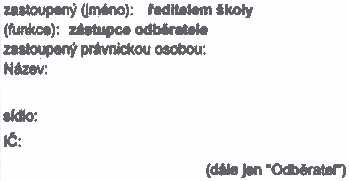 zastoupený (jméno): ředitelem školy
(funkce): zástupce odběratele
zastoupený právnickou osobou:
Název:
sídlo:
IČ:
(dále jen "Odběratel")